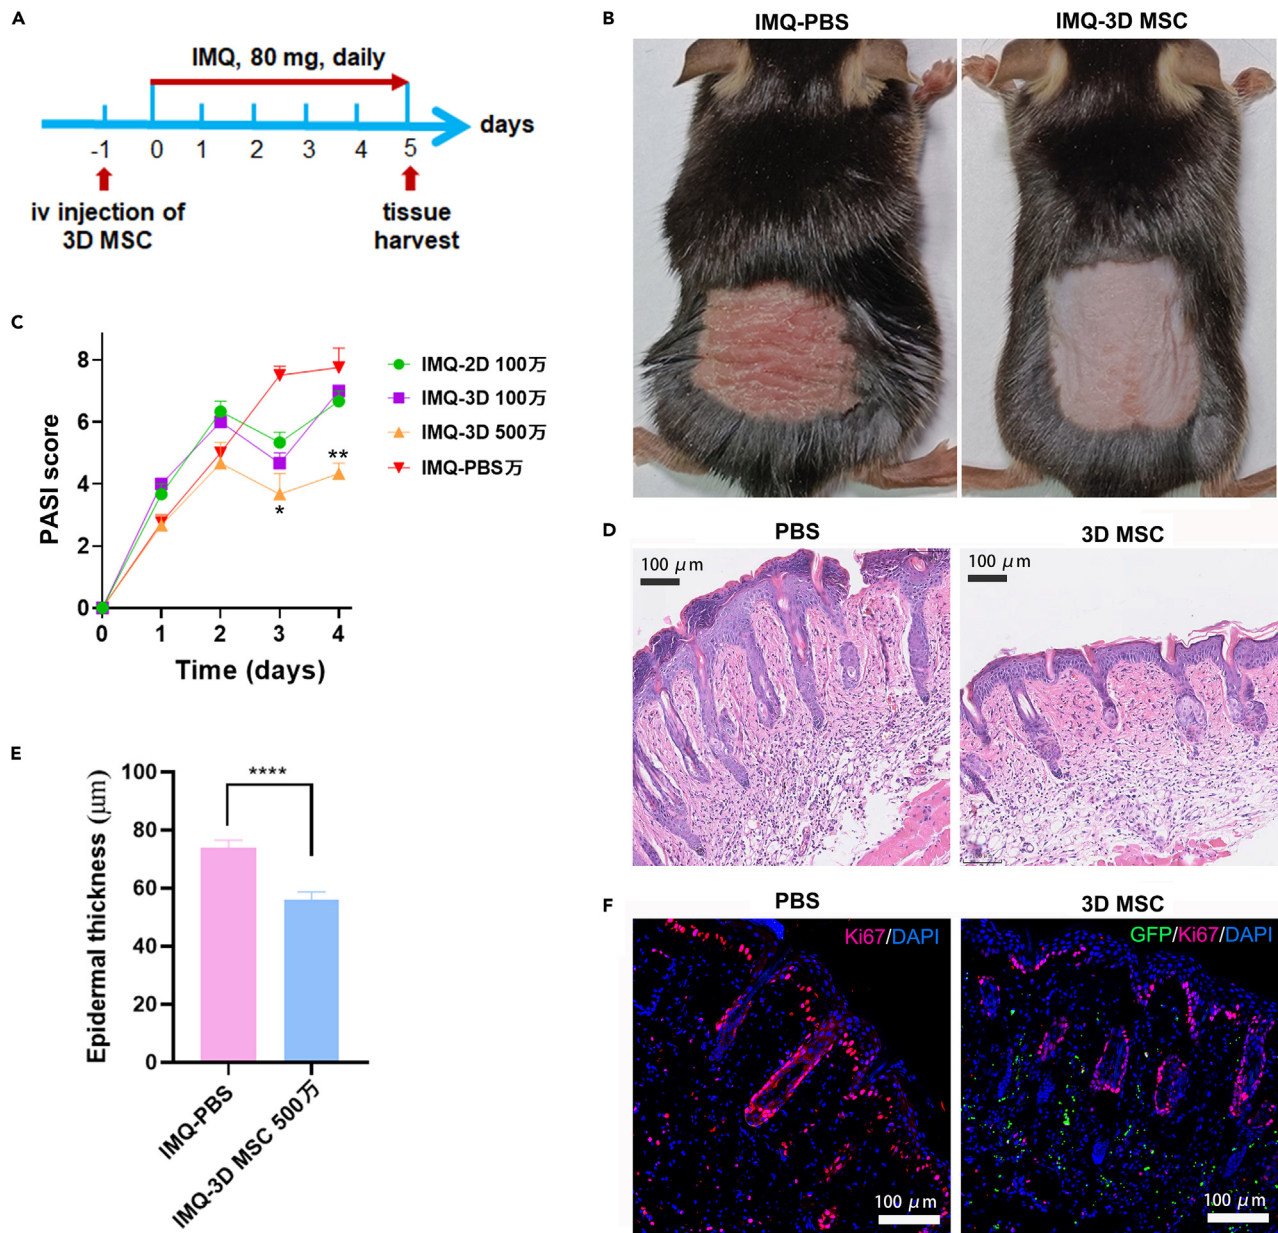 A
IMQ, 80 mg, daily
days
-1 0 1 2 3 4 5
iv injection of
3D MSC
tissue
harvest
B
IMQ-PBS
IMQ-3D MSC
C
PASI score
8
6
4
2
0
0 1 2 3 4
Time (days)
*
**
IMQ-2D 100万
IMQ-3D 100万
IMQ-3D 500万
IMQ-PBS万
D
PBS
3D MSC
100 μm
100 μm
E
Epidermal thickness (μm)
100
80
60
40
20
0
****
IMQ-PBS
IMQ-3D MSC 500万
F
PBS
3D MSC
Ki67/DAPI
GFP/Ki67/DAPI
100 μm
100 μm